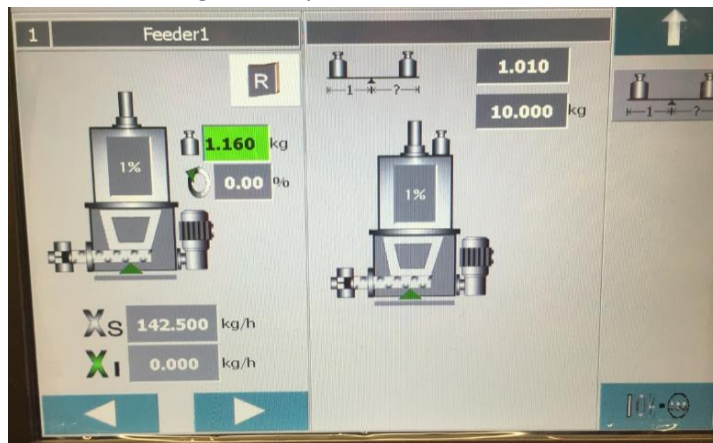 1 Feeder1
R
1.160 kg
0.00 %
1%
XS 142.500 kg/h
XI 0.000 kg/h
1.010
10.000 kg
1 ?
1%
1 ?